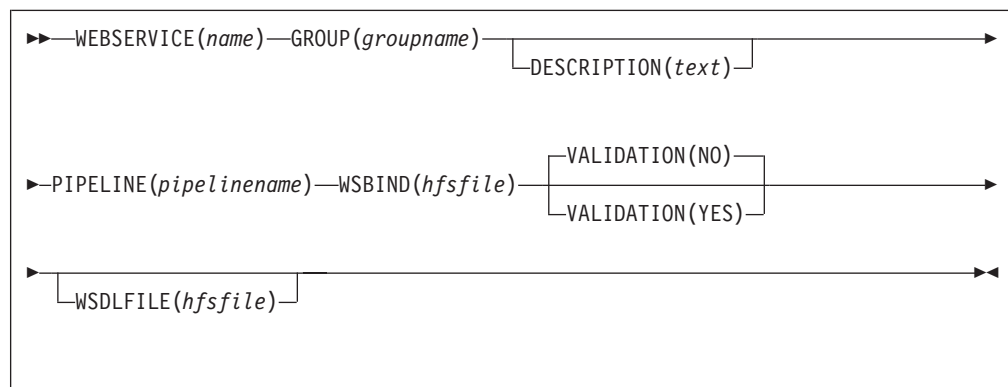 WEBSERVICE(name) GROUP(groupname)
DESCRIPTION(text)
VALIDATION(NO)
PIPELINE(pipelinename) WSBIND(hfsfile)
VALIDATION(YES)
WSDLFILE(hfsfile)